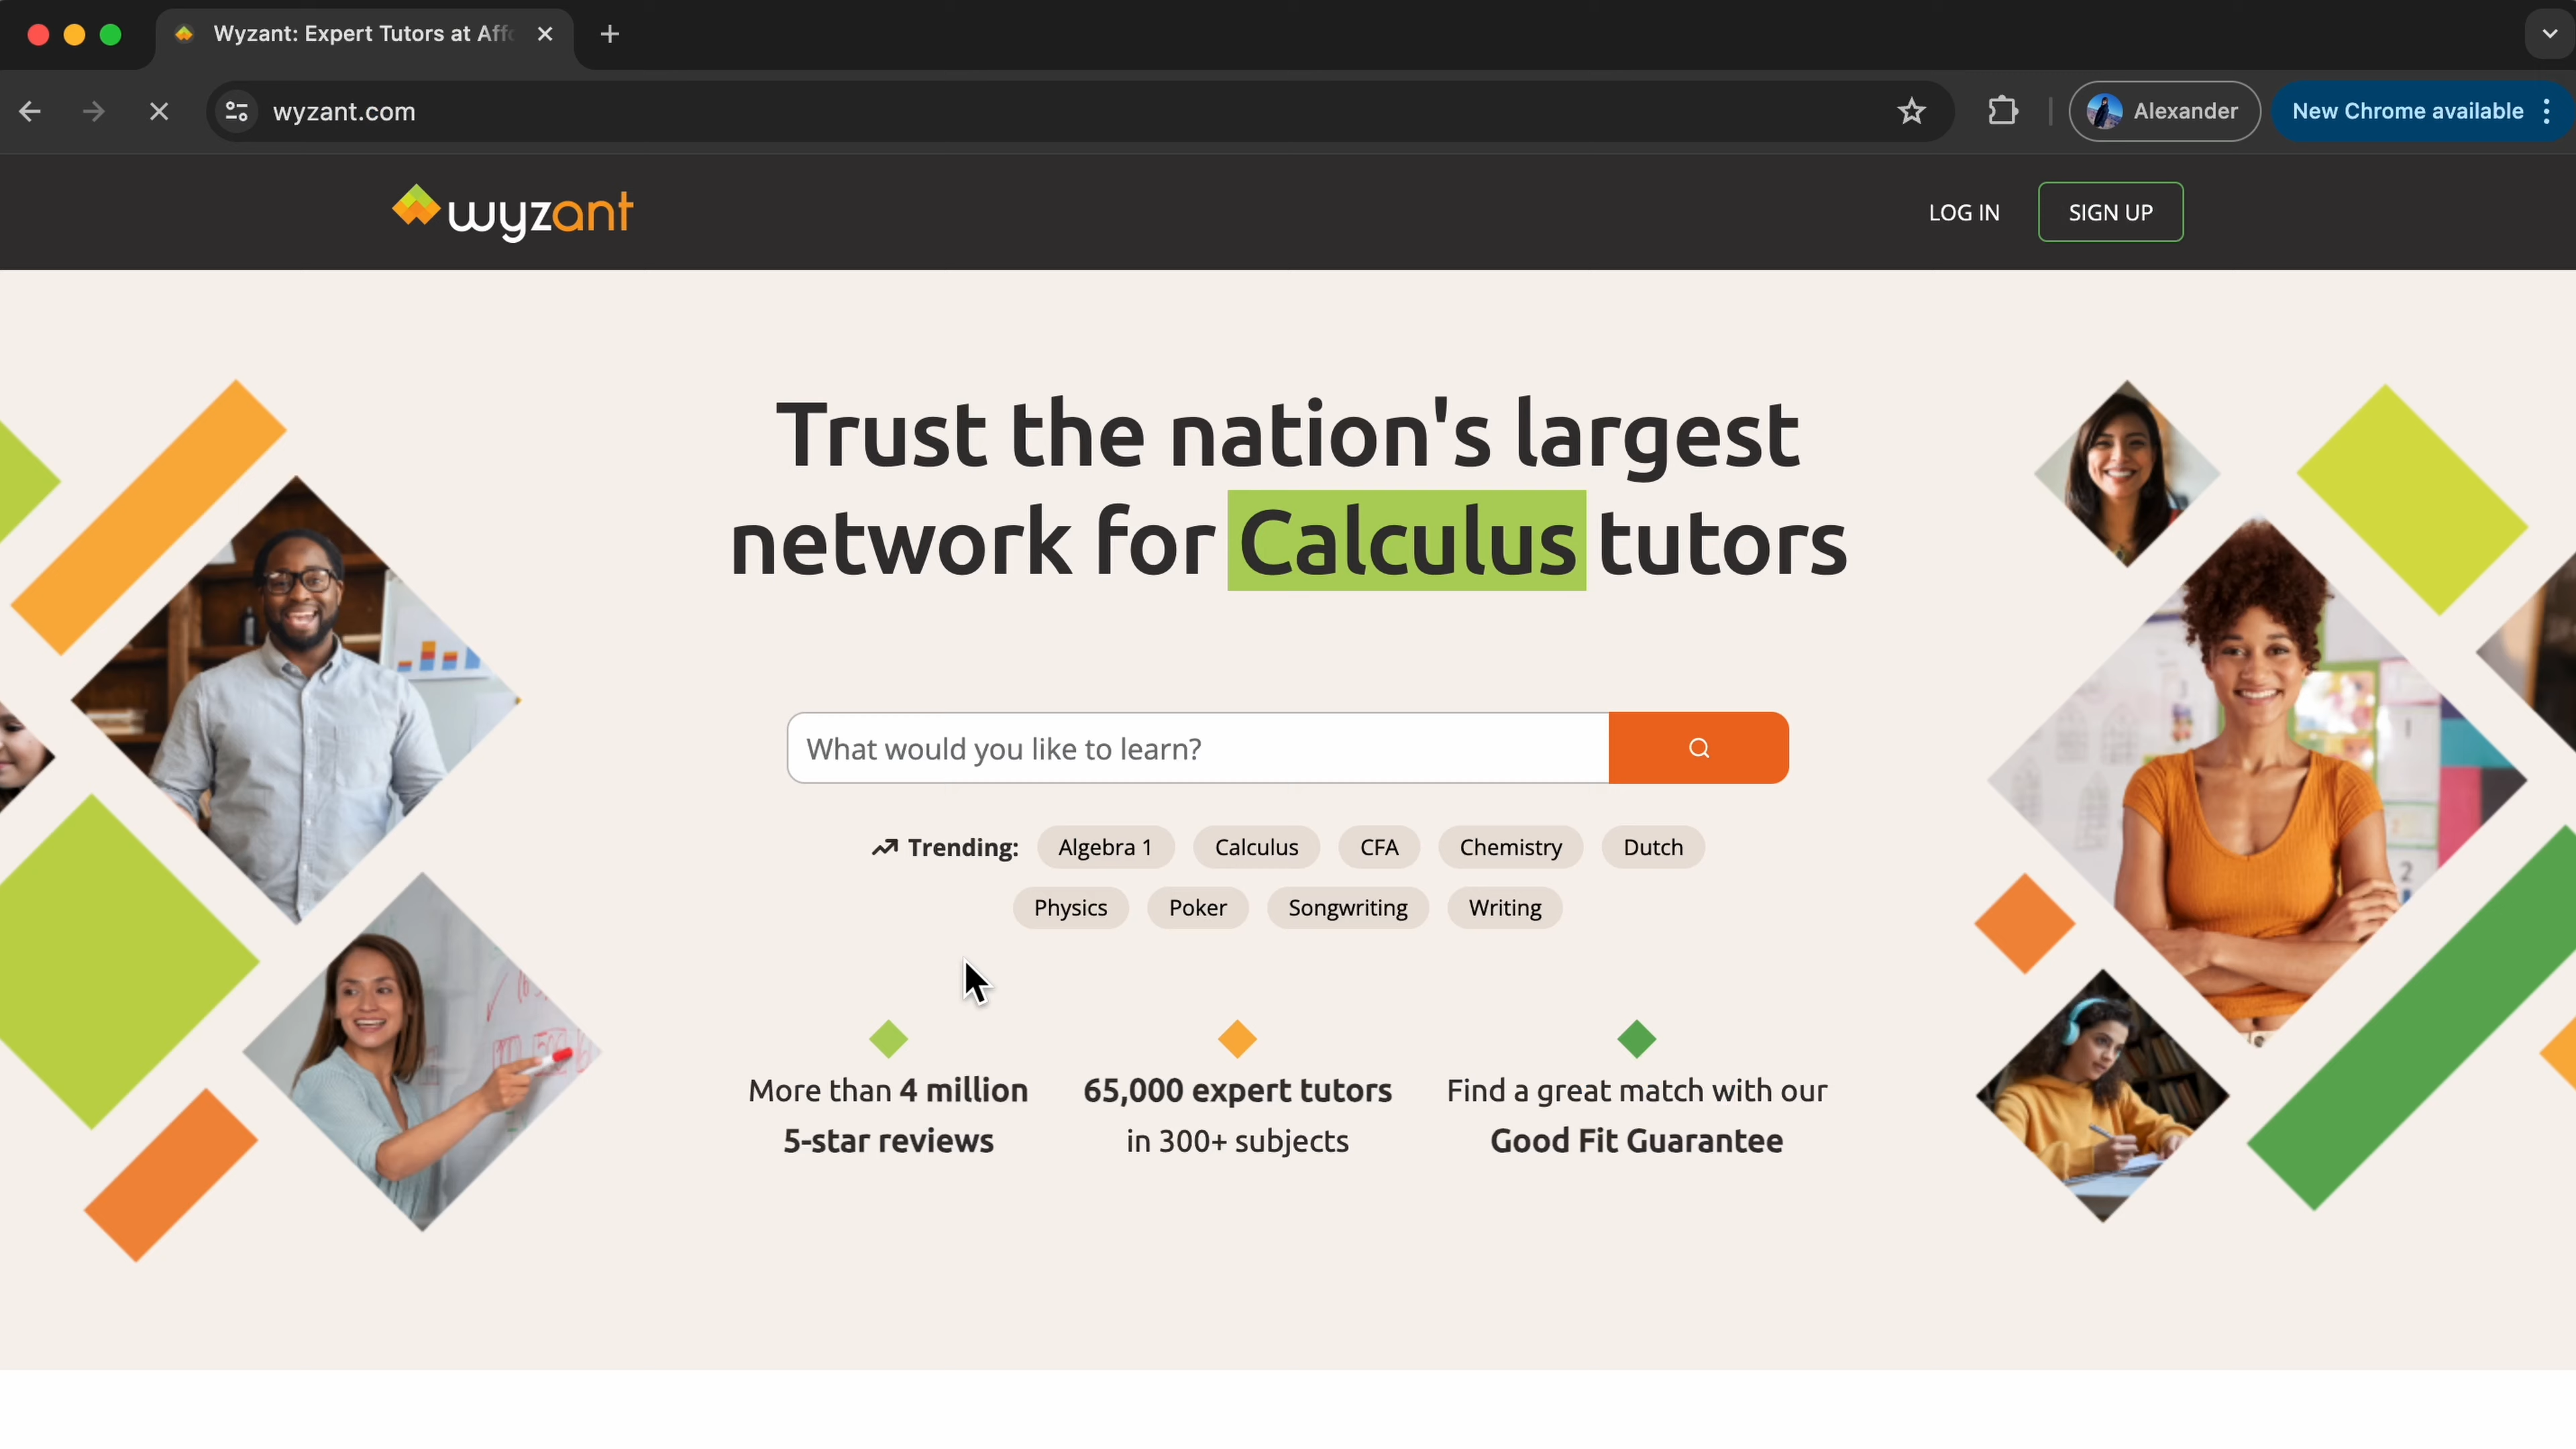 Wyzant: Expert Tutors at Aff
wyzant.com
Alexander
New Chrome available
wyzant
LOG IN
SIGN UP
Trust the nation's largest
network for Calculus tutors
What would you like to learn?
Trending: Algebra 1 Calculus CFA Chemistry Dutch
Physics Poker Songwriting Writing
More than 4 million
5-star reviews
65,000 expert tutors
in 300+ subjects
Find a great match with our
Good Fit Guarantee